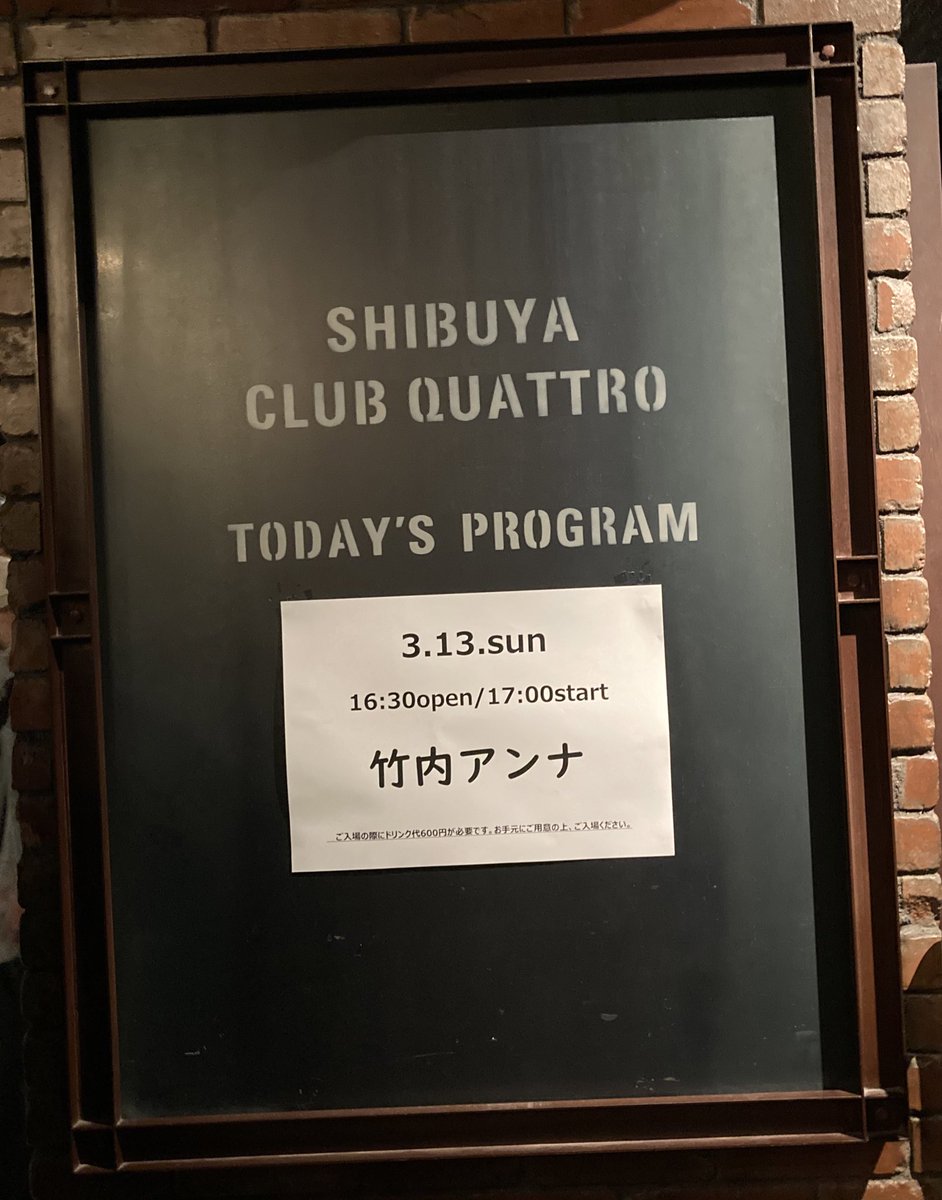 SHIBUYA
CLUB QUATTRO
TODAY'S PROGRAM
3.13.sun
16:30open/17:00start
竹内アンナ
ご入場の際にドリンク代600円が必要です。お手元にご用意の上、ご入場ください。